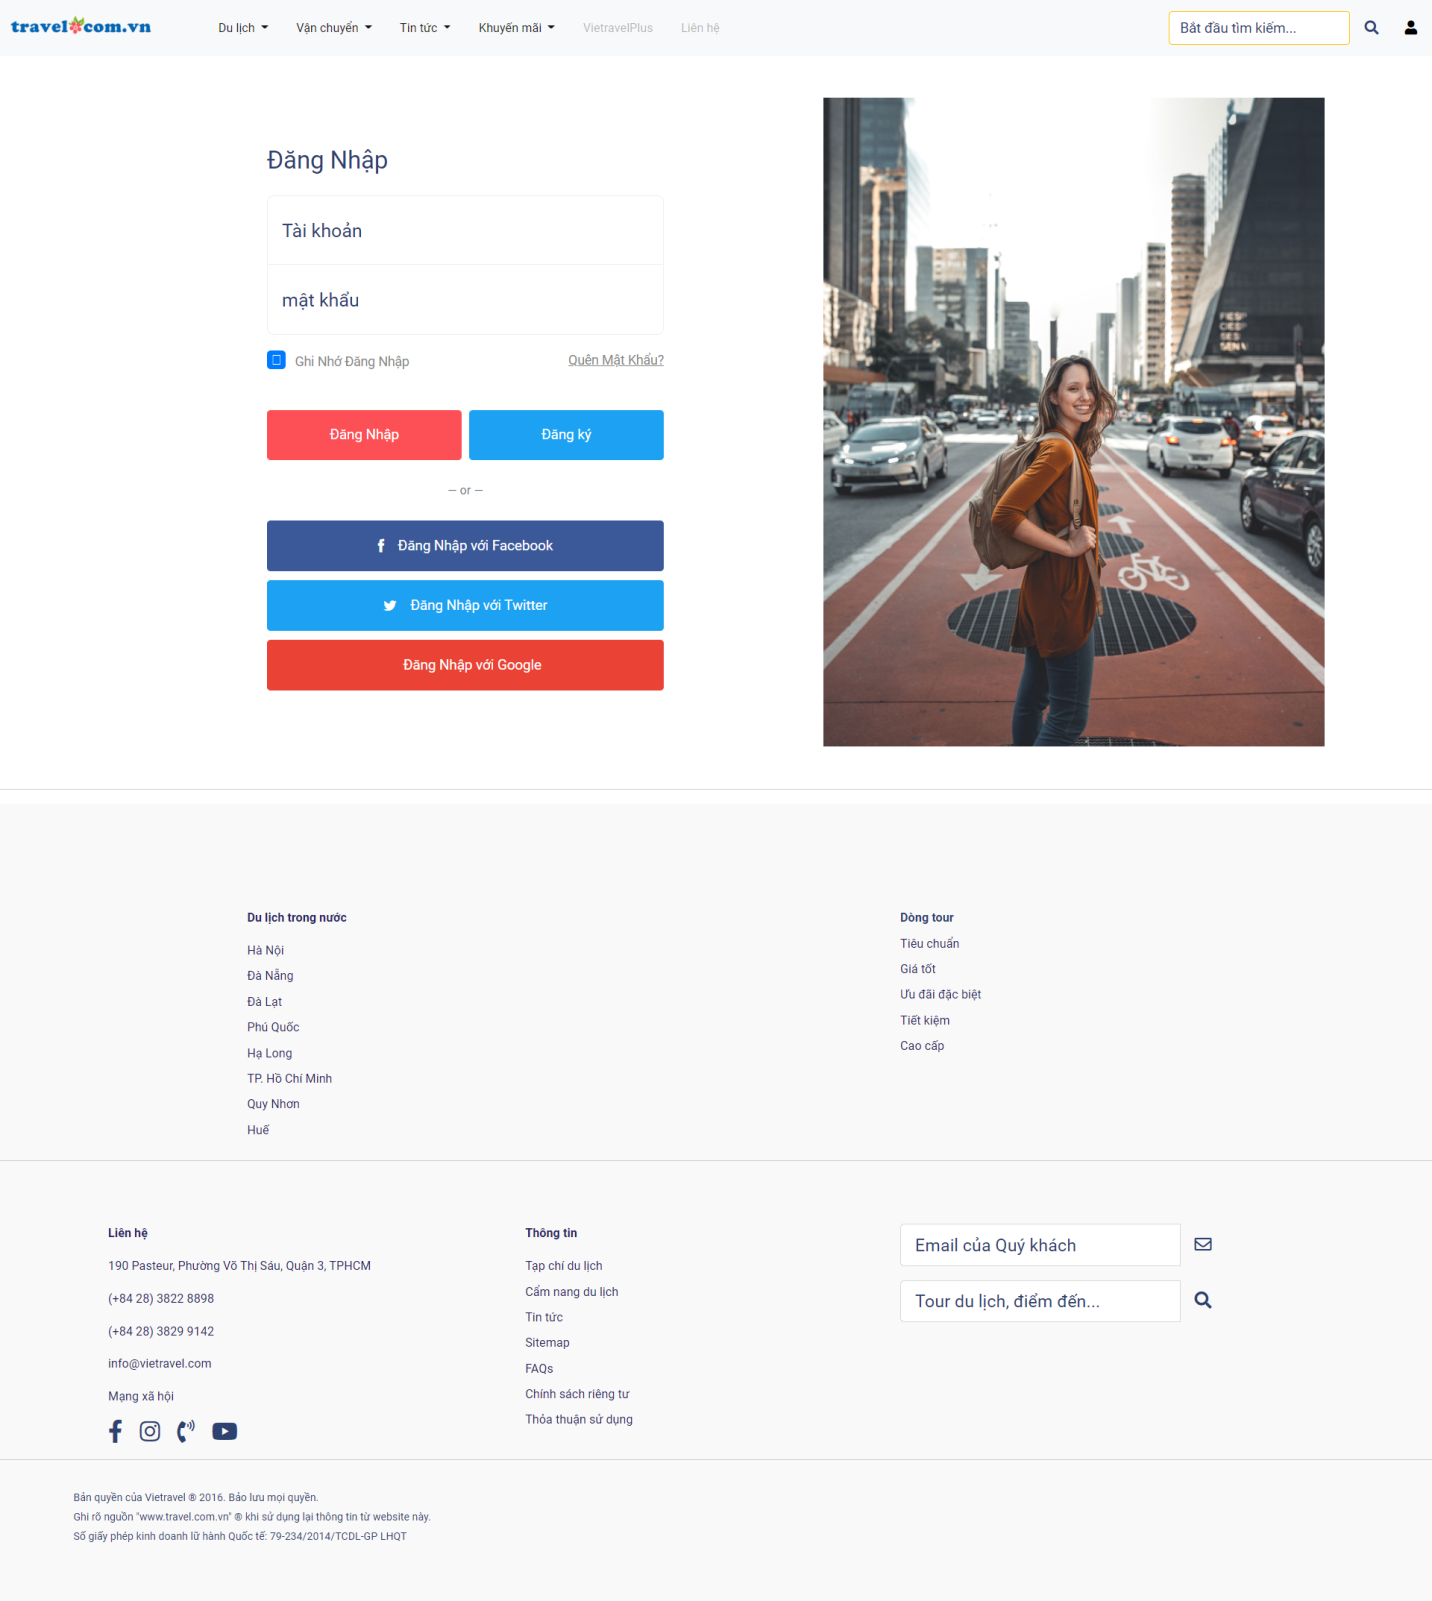 travel com.vn
Du lịch
Vận chuyển
Tin tức
Khuyến mãi
VietravelPlus
Liên hệ
Bắt đầu tìm kiếm...
Đăng Nhập
Tài khoản
mật khẩu
Ghi Nhớ Đăng Nhập
Quên Mật Khẩu?
Đăng Nhập
Đăng ký
— or —
Đăng Nhập với Facebook
Đăng Nhập với Twitter
Đăng Nhập với Google
FIESP
CIESP
SESI
SENAI
Du lịch trong nước
Hà Nội
Đà Nẵng
Đà Lạt
Phú Quốc
Hạ Long
TP. Hồ Chí Minh
Quy Nhơn
Huế
Dòng tour
Tiêu chuẩn
Giá tốt
Ưu đãi đặc biệt
Tiết kiệm
Cao cấp
Liên hệ
190 Pasteur, Phường Võ Thị Sáu, Quận 3, TPHCM
(+84 28) 3822 8898
(+84 28) 3829 9142
info@vietravel.com
Mạng xã hội
Thông tin
Tạp chí du lịch
Cẩm nang du lịch
Tin tức
Sitemap
FAQs
Chính sách riêng tư
Thỏa thuận sử dụng
Email của Quý khách
Tour du lịch, điểm đến...
Bản quyền của Vietravel ® 2016. Bảo lưu mọi quyền.
Ghi rõ nguồn "www.travel.com.vn" ® khi sử dụng lại thông tin từ website này.
Số giấy phép kinh doanh lữ hành Quốc tế: 79-234/2014/TCDL-GP LHQT